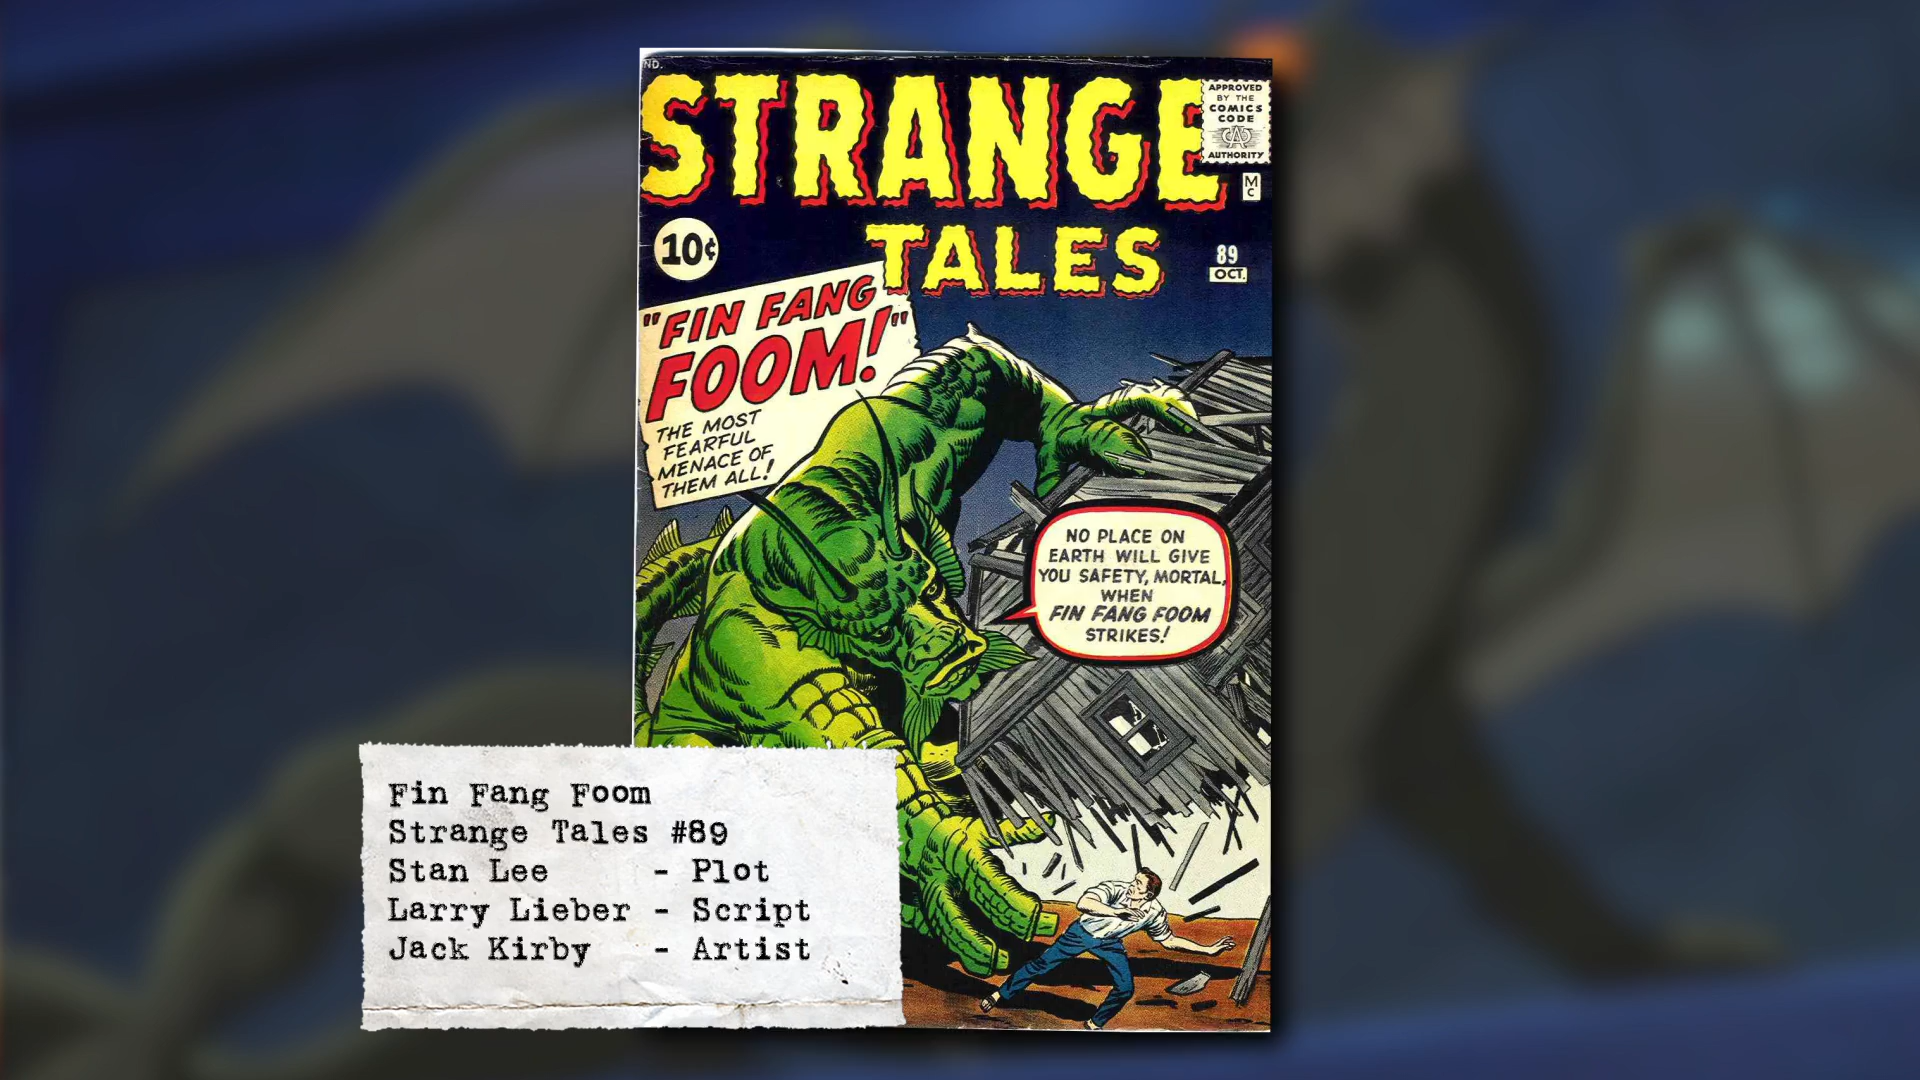 ND.
STRANGE
TALES
APPROVED
BY THE
COMICS
CODE
CA
AUTHORITY
M
C
10¢
89
OCT.
"FIN FANG
FOOM!"
THE MOST
FEARFUL
MENACE OF
THEM ALL!
NO PLACE ON
EARTH WILL GIVE
YOU SAFETY, MORTAL,
WHEN
FIN FANG FOOM
STRIKES!
Fin Fang Foom
Strange Tales #89
Stan Lee - Plot
Larry Lieber - Script
Jack Kirby - Artist